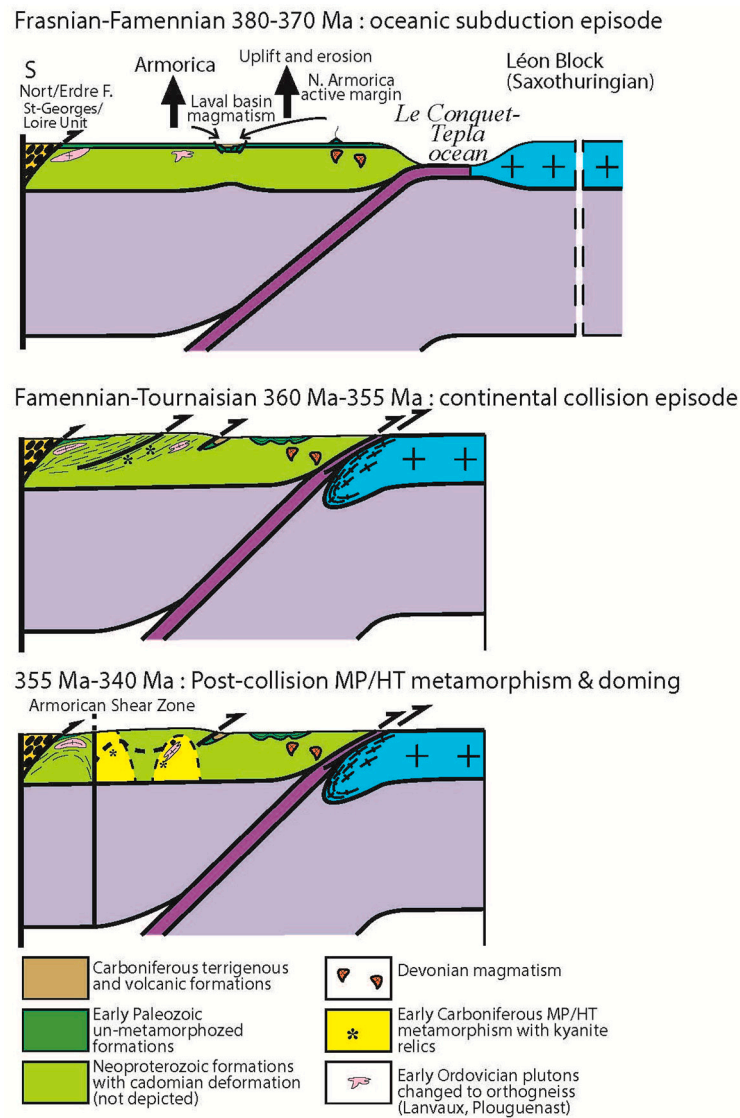 Frasnian-Famennian 380-370 Ma : oceanic subduction episode
S
Nort/Erdre F.
St-Georges/
Loire Unit
Armorica
Uplift and erosion
Laval basin
magmatism
N. Armorica
active margin
Le Conquet-
Tepla
ocean
Léon Block
(Saxothuringian)
Famennian-Tournaisian 360 Ma-355 Ma : continental collision episode
355 Ma-340 Ma : Post-collision MP/HT metamorphism & doming
Armorican Shear Zone
Carboniferous terrigenous
and volcanic formations
Early Paleozoic
un-metamorphozed
formations
Neoproterozoic formations
with cadomian deformation
(not depicted)
Devonian magmatism
Early Carboniferous MP/HT
metamorphism with kyanite
relics
Early Ordovician plutons
changed to orthogneiss
(Lanvaux, Plouguenast)